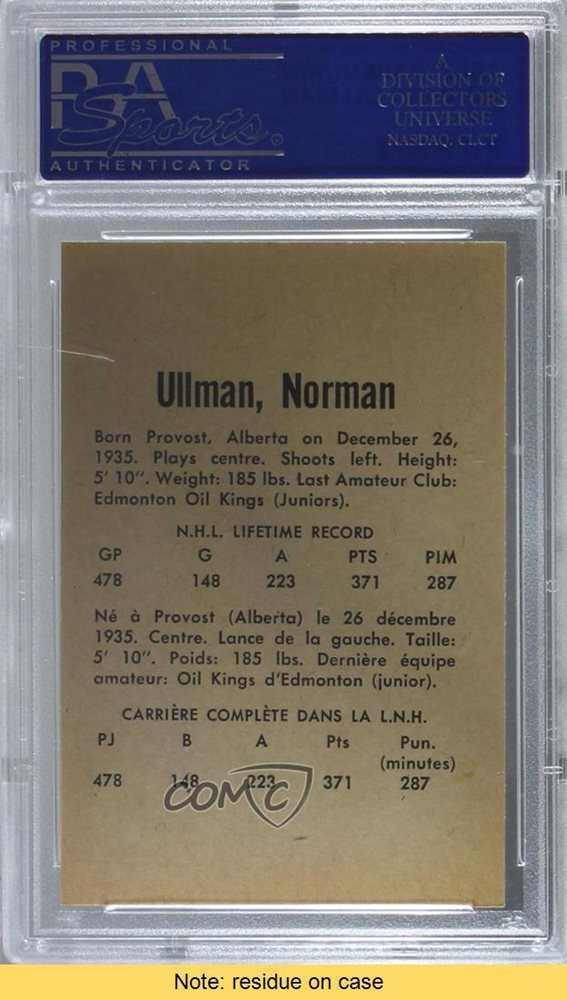 PROFESSIONAL
PSA
Sports
AUTHENTICATOR
A
DIVISION OF
COLLECTORS
UNIVERSE
NASDAQ: CLCT
Ullman, Norman
Born Provost, Alberta on December 26,
1935. Plays centre. Shoots left. Height:
5' 10". Weight: 185 lbs. Last Amateur Club:
Edmonton Oil Kings (Juniors).
N.H.L. LIFETIME RECORD
GP G A PTS PIM
478 148 223 371 287
Né à Provost (Alberta) le 26 décembre
1935. Centre. Lance de la gauche. Taille:
5' 10". Poids: 185 lbs. Dernière équipe
amateur: Oil Kings d'Edmonton (junior).
CARRIÈRE COMPLÈTE DANS LA L.N.H.
PJ B A Pts Pun.
(minutes)
478 148 223 371 287
COMC
Note: residue on case